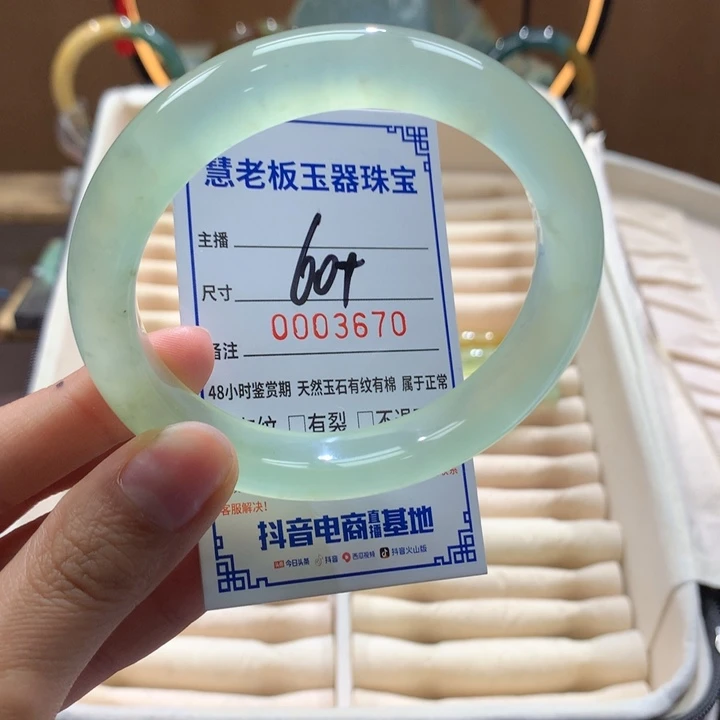 慧老板玉器珠宝
主播
尺寸 60+
0003670
备注
48小时鉴赏期 天然玉石有纹有棉 属于正常
纹 □有裂 □不退
客服解决!
抖音电商直播基地
今日头条 抖音 西瓜视频 抖音火山版